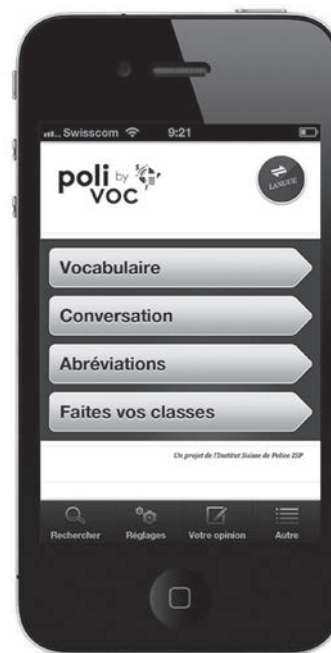 Swisscom 9:21
poli by
voc
LANGUE
Vocabulaire
Conversation
Abréviations
Faites vos classes
Un projet de l'Institut Suisse de Police ISP
Rechercher Réglages Votre opinion Autre